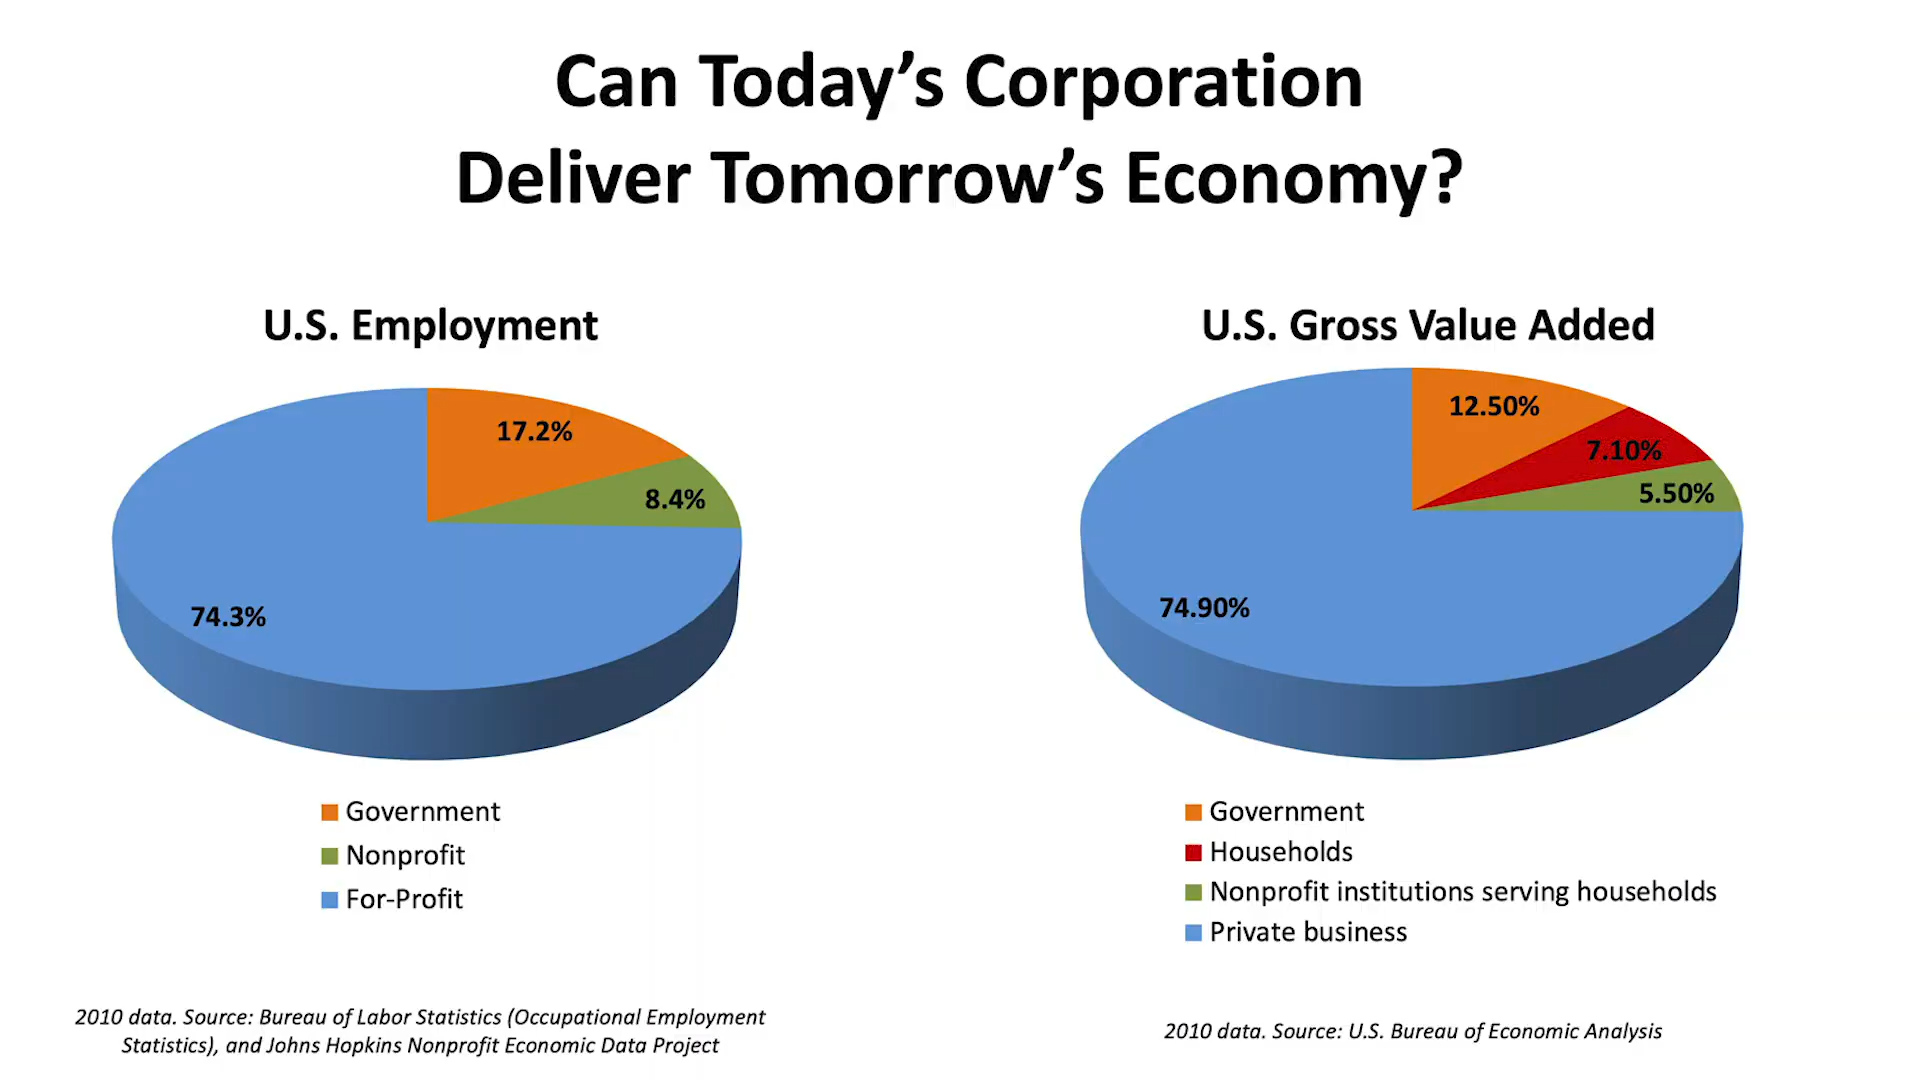 Can Today’s Corporation
Deliver Tomorrow’s Economy?
U.S. Employment
17.2%
8.4%
74.3%
Government
Nonprofit
For-Profit
2010 data. Source: Bureau of Labor Statistics (Occupational Employment
Statistics), and Johns Hopkins Nonprofit Economic Data Project
U.S. Gross Value Added
12.50%
7.10%
5.50%
74.90%
Government
Households
Nonprofit institutions serving households
Private business
2010 data. Source: U.S. Bureau of Economic Analysis